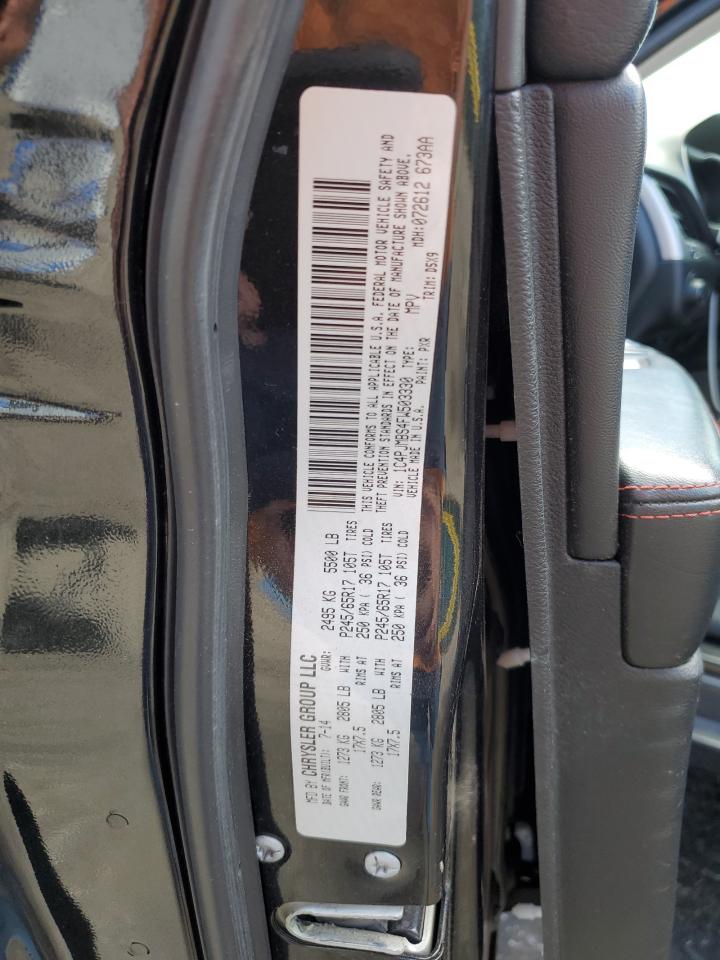 MFD BY CHRYSLER GROUP LLC
DATE OF MFR(BUILT): 7-14 GVWR: 2495 KG 5500 LB
GAWR FRONT: 1273 KG 2805 LB WITH P245/65R17 105T TIRES
17X7.5 RIMS AT 250 KPA ( 36 PSI) COLD
GAWR REAR: 1273 KG 2805 LB WITH P245/65R17 105T TIRES
17X7.5 RIMS AT 250 KPA ( 36 PSI) COLD
THIS VEHICLE CONFORMS TO ALL APPLICABLE U.S.A. FEDERAL MOTOR VEHICLE SAFETY AND
THEFT PREVENTION STANDARDS IN EFFECT ON THE DATE OF MANUFACTURE SHOWN ABOVE.
VIN: 1C4PJMBS4FW503330 TYPE: MPV MDH:072612 673AA
VEHICLE MADE IN U.S.A. PAINT: PXR TRIM: D5X9